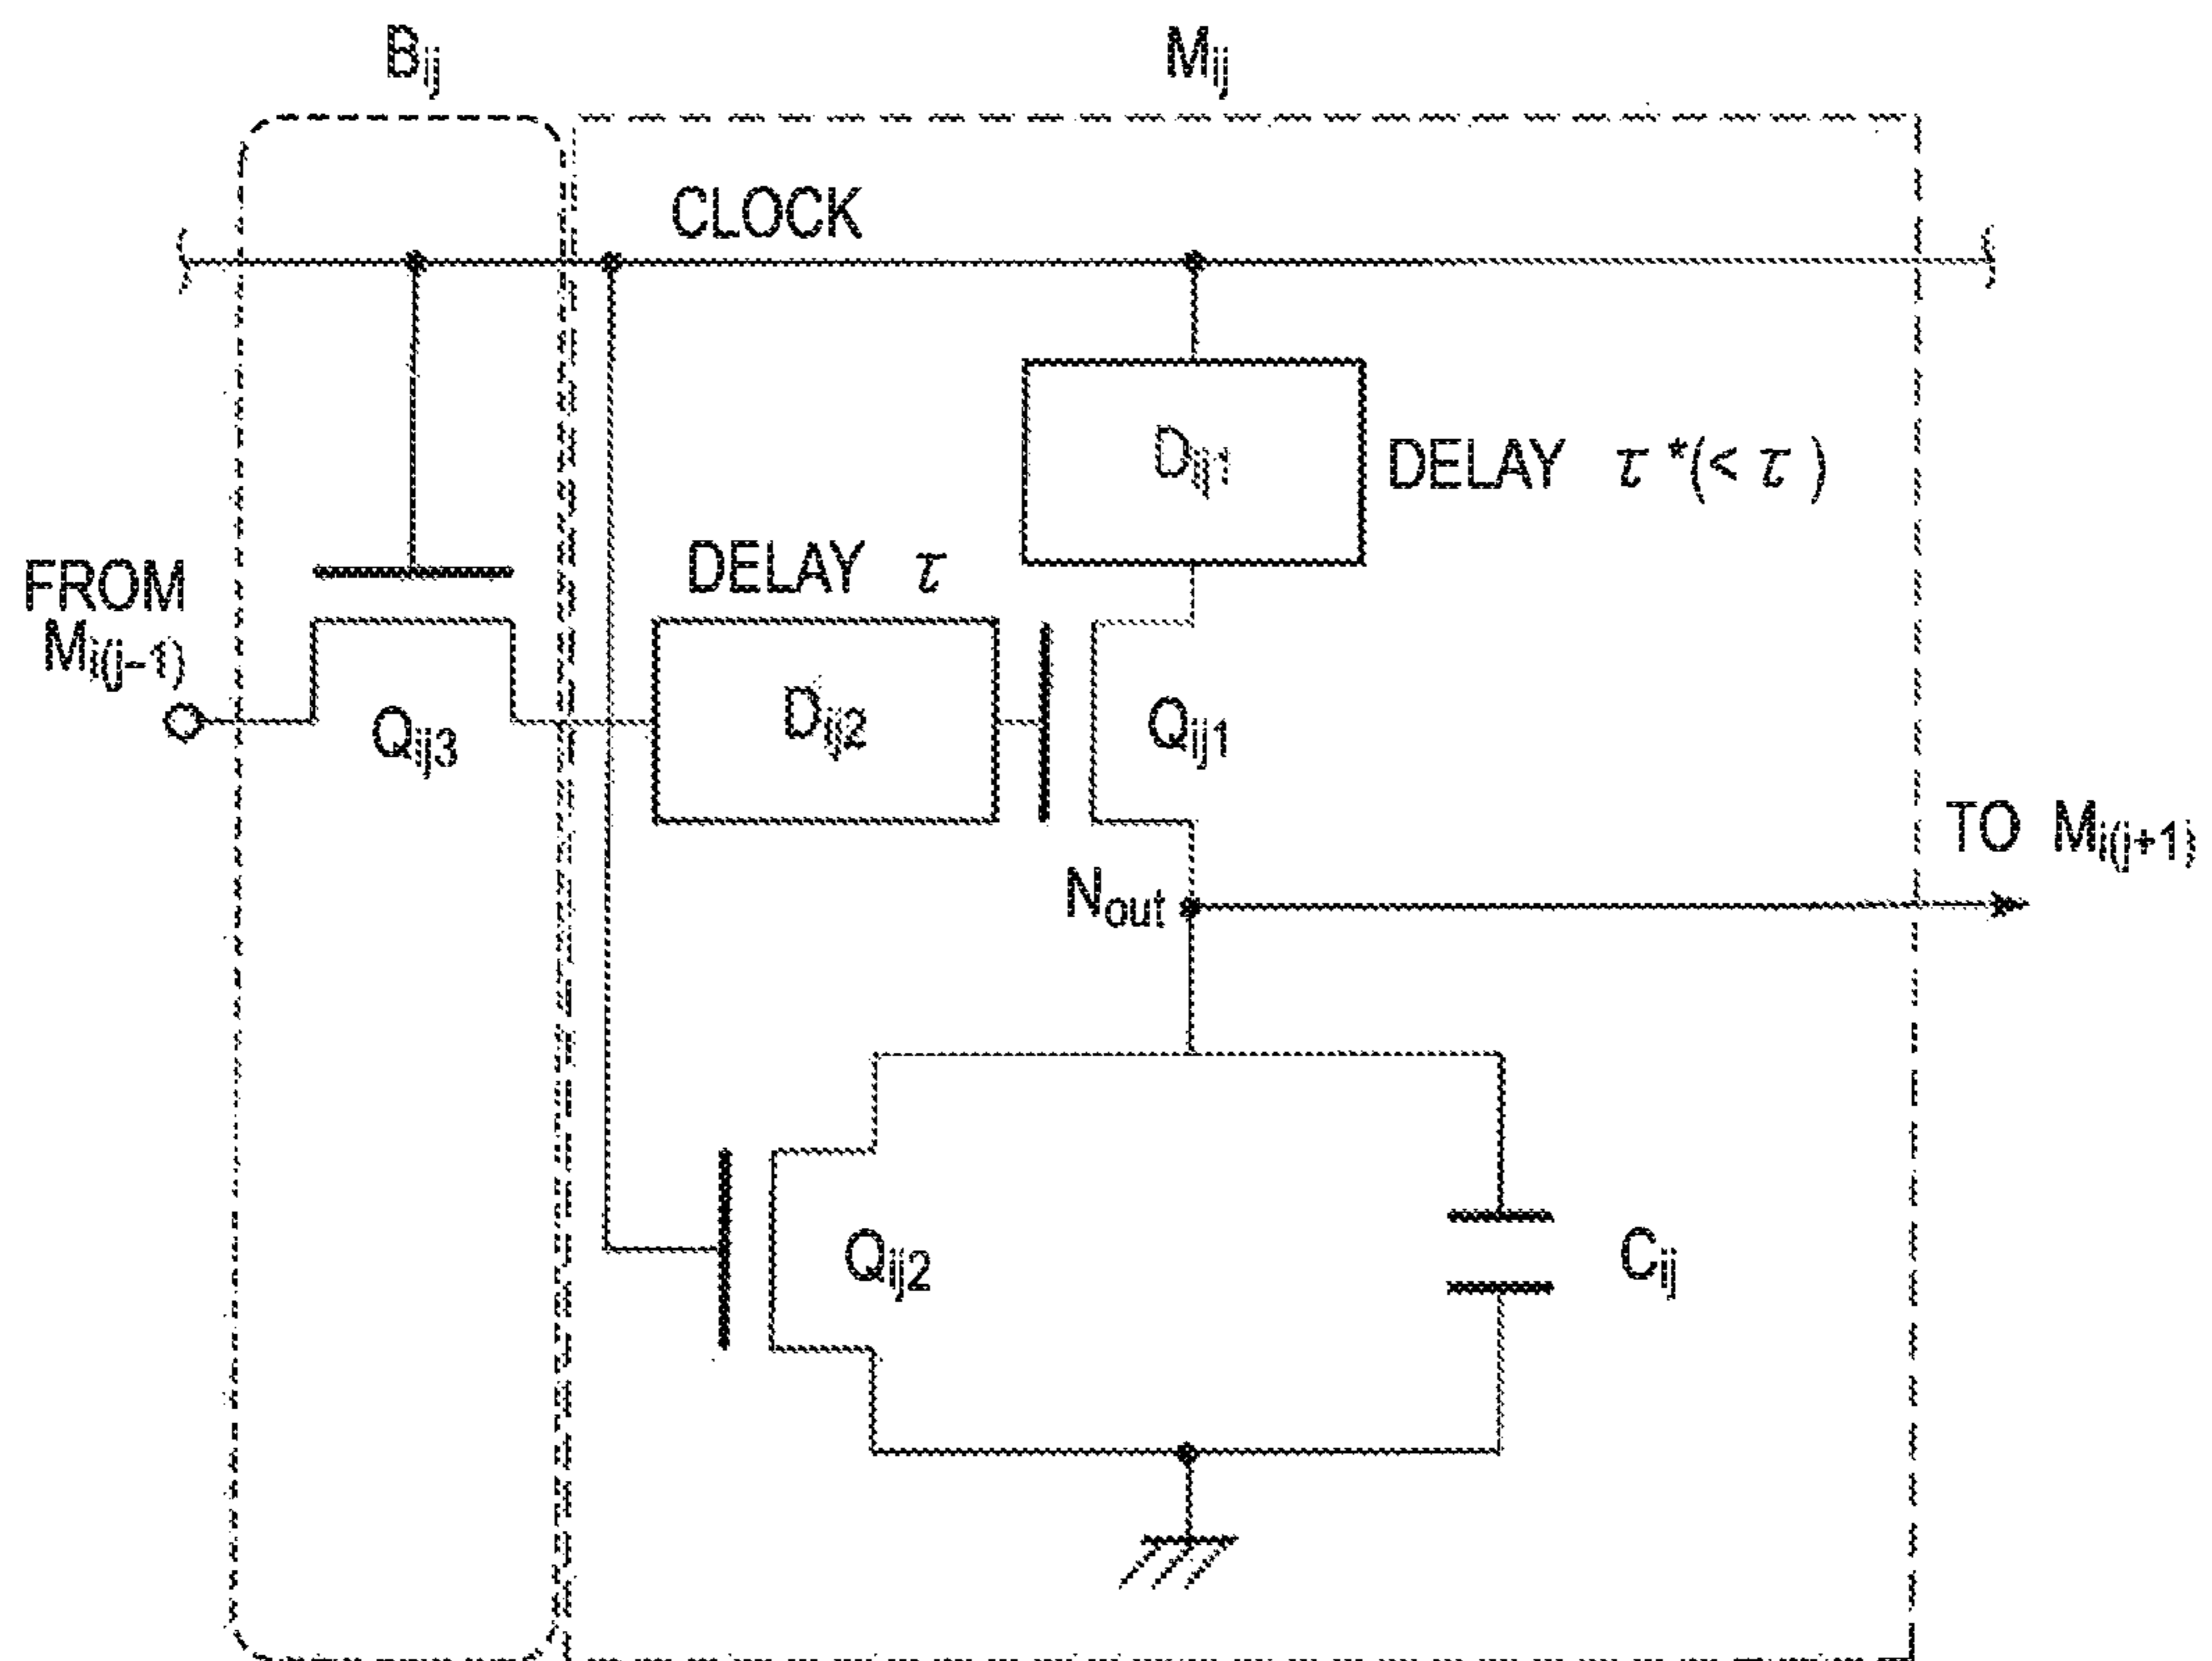 Bij
Mij
CLOCK
Dij1
DELAY τ*(<τ)
DELAY τ
FROM
Mi(j-1)
Qij3
Dij2
Qij1
TO Mi(j+1)
Nout
Qij2
Cij